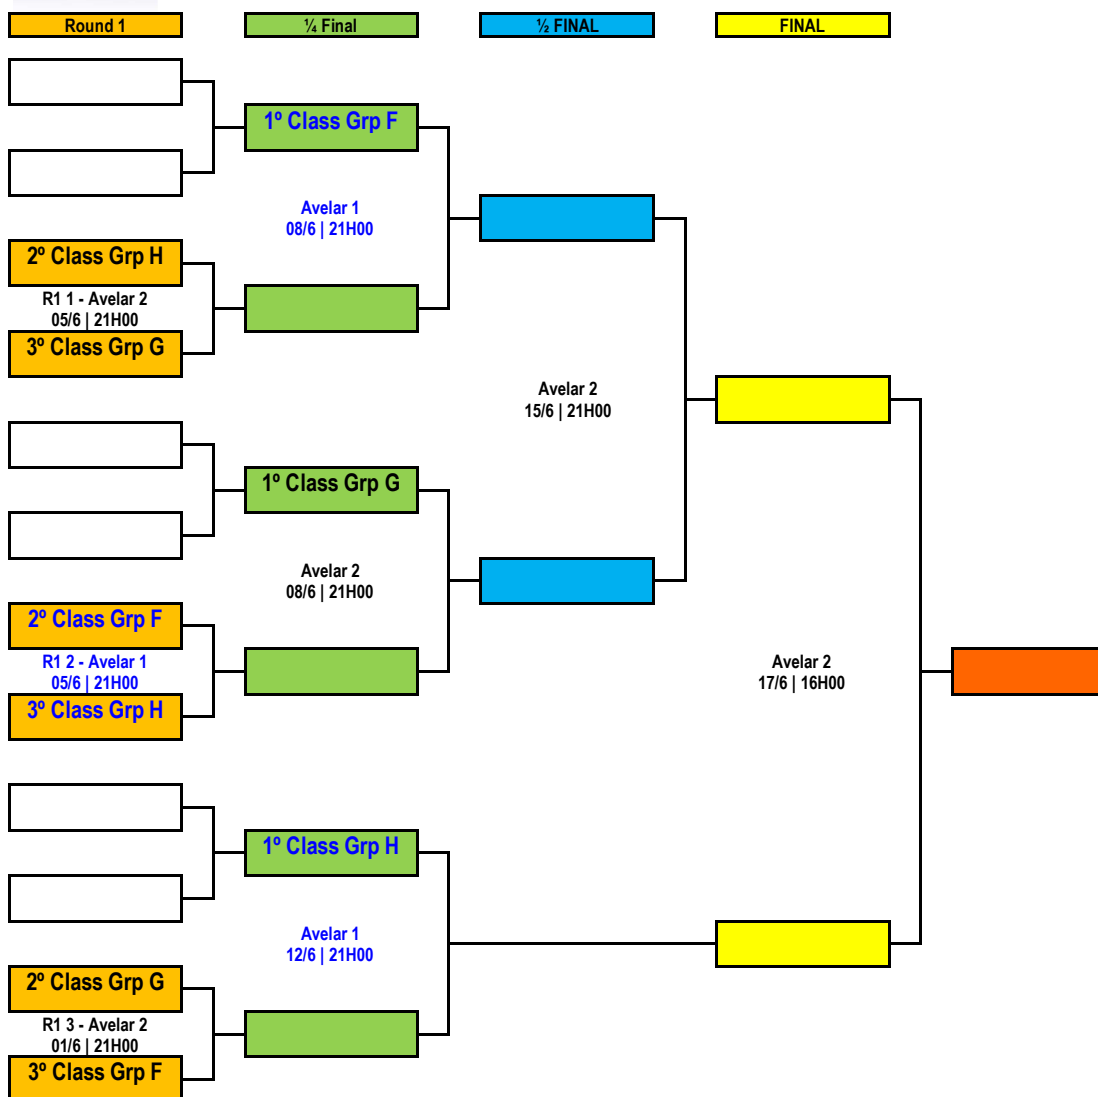 Round 1
¼ Final
½ FINAL
FINAL
1º Class Grp F
Avelar 1
08/6 | 21H00
2º Class Grp H
R1 1 - Avelar 2
05/6 | 21H00
3º Class Grp G
Avelar 2
15/6 | 21H00
1º Class Grp G
Avelar 2
08/6 | 21H00
2º Class Grp F
R1 2 - Avelar 1
05/6 | 21H00
3º Class Grp H
Avelar 2
17/6 | 16H00
1º Class Grp H
Avelar 1
12/6 | 21H00
2º Class Grp G
R1 3 - Avelar 2
01/6 | 21H00
3º Class Grp F